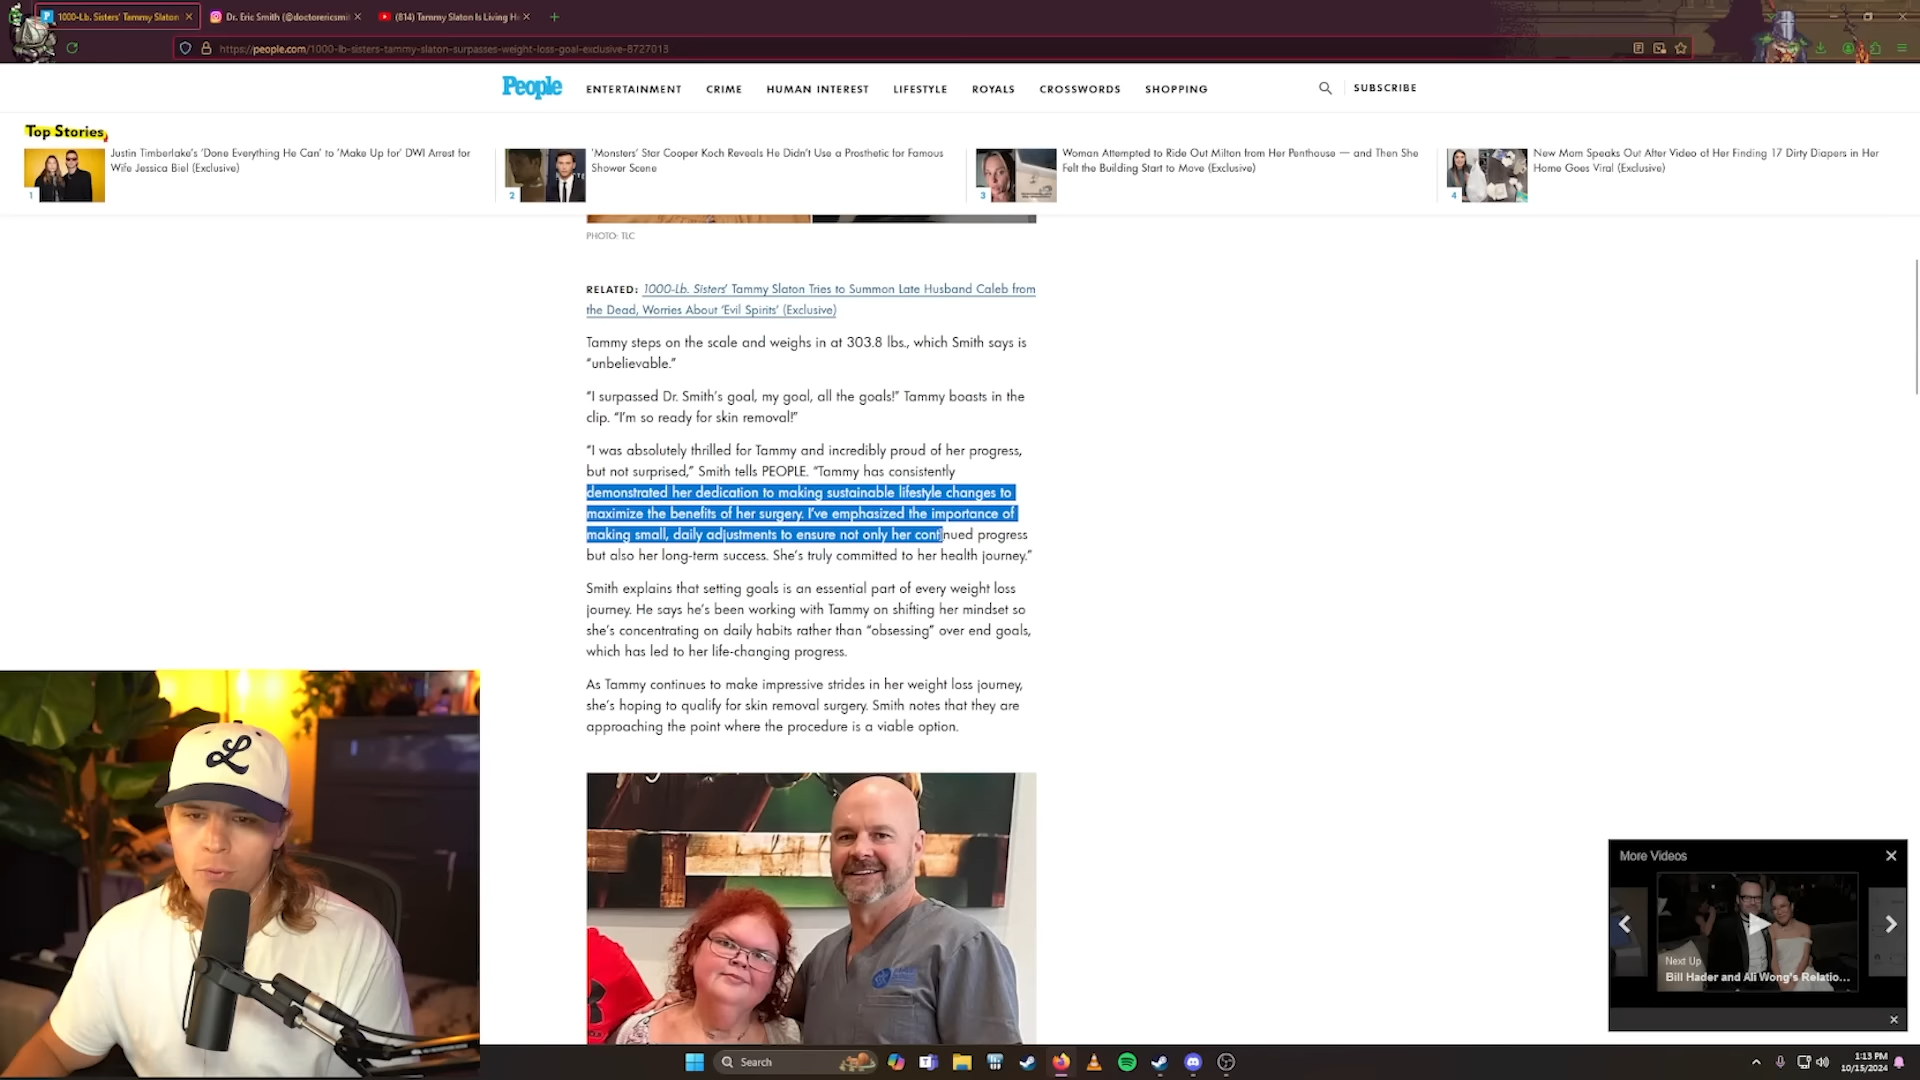 1000-Lb. Sisters' Tammy Slaton
Dr. Eric Smith (@doctorericsmi
(814) Tammy Slaton Is Living H
https://people.com/1000-lb-sisters-tammy-slaton-surpasses-weight-loss-goal-exclusive-8727013
People
ENTERTAINMENT
CRIME
HUMAN INTEREST
LIFESTYLE
ROYALS
CROSSWORDS
SHOPPING
SUBSCRIBE
Top Stories
1
Justin Timberlake's 'Done Everything He Can' to 'Make Up for' DWI Arrest for
Wife Jessica Biel (Exclusive)
2
'Monsters' Star Cooper Koch Reveals He Didn't Use a Prosthetic for Famous
Shower Scene
3
Woman Attempted to Ride Out Milton from Her Penthouse — and Then She
Felt the Building Start to Move (Exclusive)
4
New Mom Speaks Out After Video of Her Finding 17 Dirty Diapers in Her
Home Goes Viral (Exclusive)
PHOTO: TLC
RELATED: 1000-Lb. Sisters' Tammy Slaton Tries to Summon Late Husband Caleb from
the Dead, Worries About 'Evil Spirits' (Exclusive)
Tammy steps on the scale and weighs in at 303.8 lbs., which Smith says is
"unbelievable."
"I surpassed Dr. Smith's goal, my goal, all the goals!" Tammy boasts in the
clip. "I'm so ready for skin removal!"
"I was absolutely thrilled for Tammy and incredibly proud of her progress,
but not surprised," Smith tells PEOPLE. "Tammy has consistently
demonstrated her dedication to making sustainable lifestyle changes to
maximize the benefits of her surgery. I've emphasized the importance of
making small, daily adjustments to ensure not only her continued progress
but also her long-term success. She's truly committed to her health journey."
Smith explains that setting goals is an essential part of every weight loss
journey. He says he's been working with Tammy on shifting her mindset so
she's concentrating on daily habits rather than "obsessing" over end goals,
which has led to her life-changing progress.
As Tammy continues to make impressive strides in her weight loss journey,
she's hoping to qualify for skin removal surgery. Smith notes that they are
approaching the point where the procedure is a viable option.
L
More Videos
Next Up
Bill Hader and Ali Wong's Relatio...
Search
1:13 PM
10/15/2024